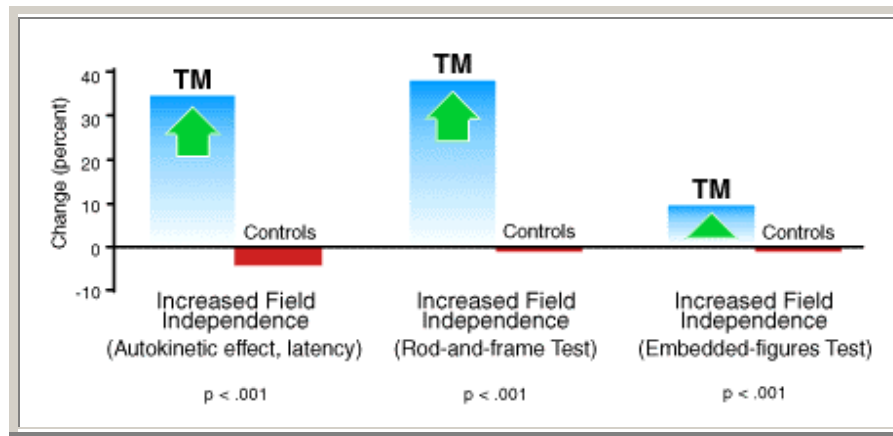 Change (percent)
40
30
20
10
0
-10
TM
Controls
TM
Controls
TM
Controls
Increased Field
Independence
(Autokinetic effect, latency)
p < .001
Increased Field
Independence
(Rod-and-frame Test)
p < .001
Increased Field
Independence
(Embedded-figures Test)
p < .001